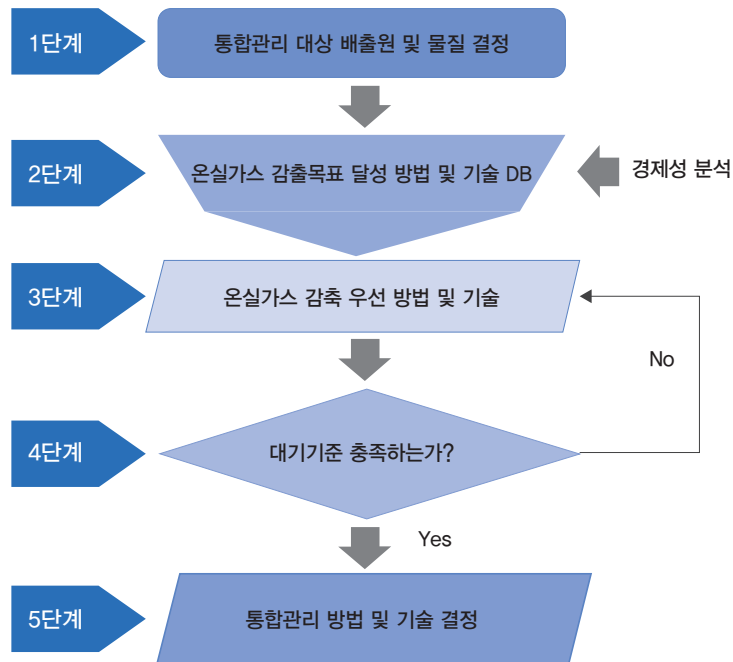 1단계
통합관리 대상 배출원 및 물질 결정
2단계
온실가스 감출목표 달성 방법 및 기술 DB
경제성 분석
3단계
온실가스 감축 우선 방법 및 기술
No
4단계
대기기준 충족하는가?
Yes
5단계
통합관리 방법 및 기술 결정